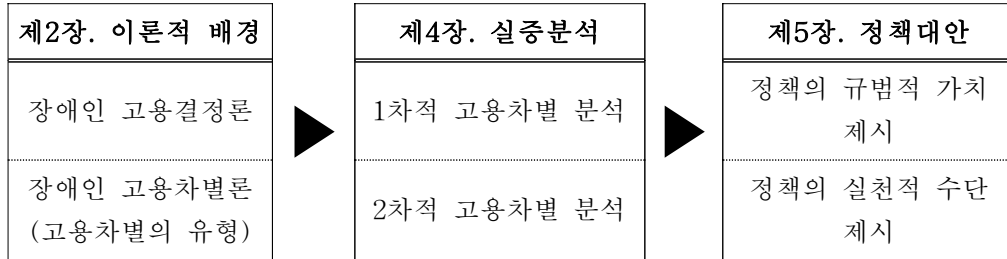 제2장. 이론적 배경
장애인 고용결정론
장애인 고용차별론
(고용차별의 유형)
제4장. 실증분석
1차적 고용차별 분석
2차적 고용차별 분석
제5장. 정책대안
정책의 규범적 가치
제시
정책의 실천적 수단
제시